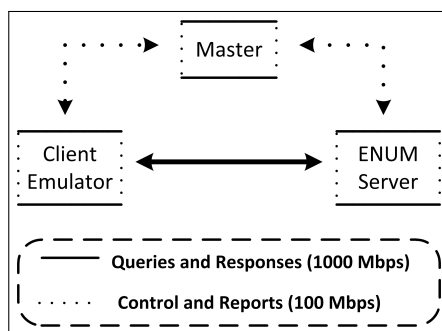 Master
Client
Emulator
ENUM
Server
Queries and Responses (1000 Mbps)
Control and Reports (100 Mbps)